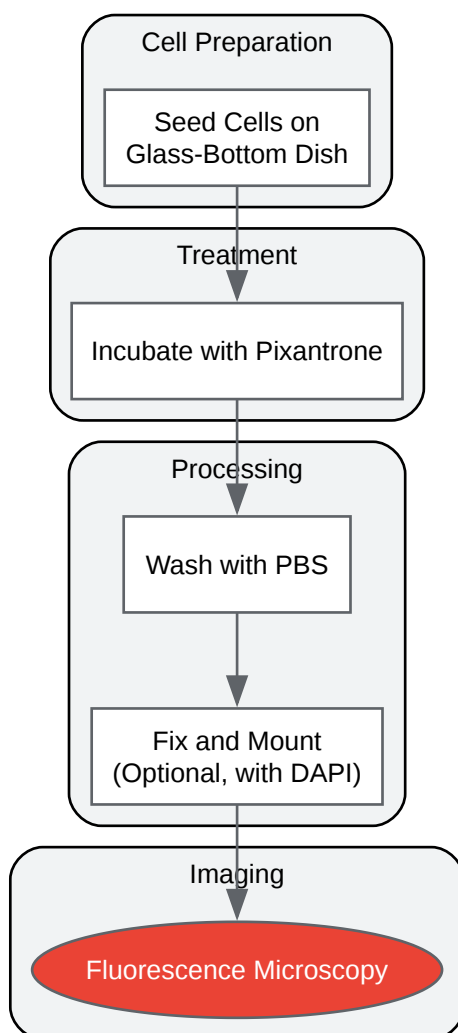 Cell Preparation
Seed Cells on
Glass-Bottom Dish
Treatment
Incubate with Pixantrone
Processing
Wash with PBS
Fix and Mount
(Optional, with DAPI)
Imaging
Fluorescence Microscopy